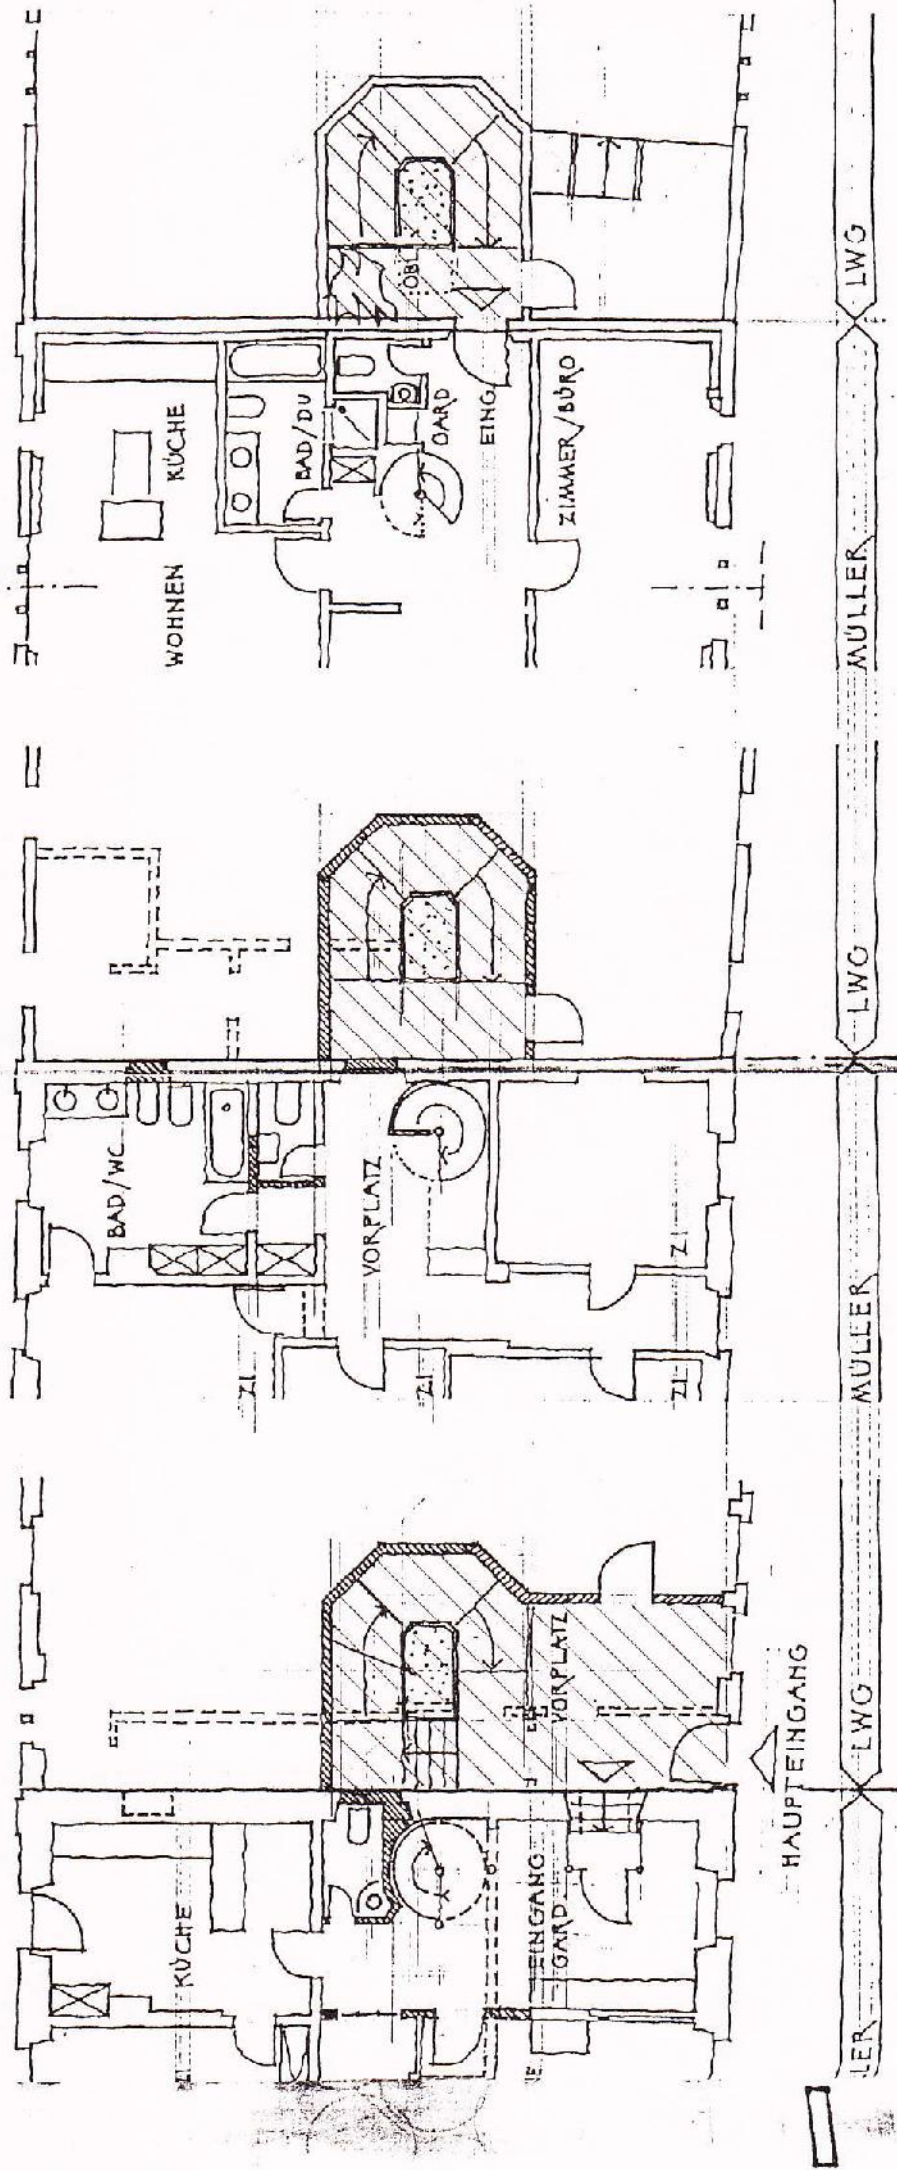 WOHNEN
KÜCHE
BAD/DU
GARD
EING.
ZIMMER/BÜRO
OBL
BAD/WC
VORPLATZ
ZI
ZI
ZI
ZI
KÜCHE
EINGANG
GARD
VORPLATZ
HAUPTEINGANG
LER
LWG
MÜLLER
LWG
MÜLLER
LWG